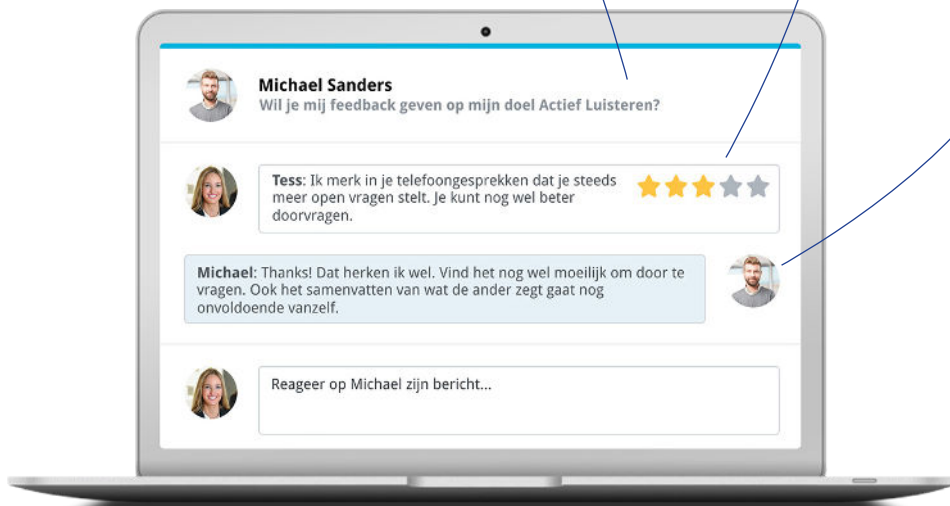 Michael Sanders
Wil je mij feedback geven op mijn doel Actief Luisteren?
Tess: Ik merk in je telefoongesprekken dat je steeds
meer open vragen stelt. Je kunt nog wel beter
doorvragen.
Michael: Thanks! Dat herken ik wel. Vind het nog wel moeilijk om door te
vragen. Ook het samenvatten van wat de ander zegt gaat nog
onvoldoende vanzelf.
Reageer op Michael zijn bericht...